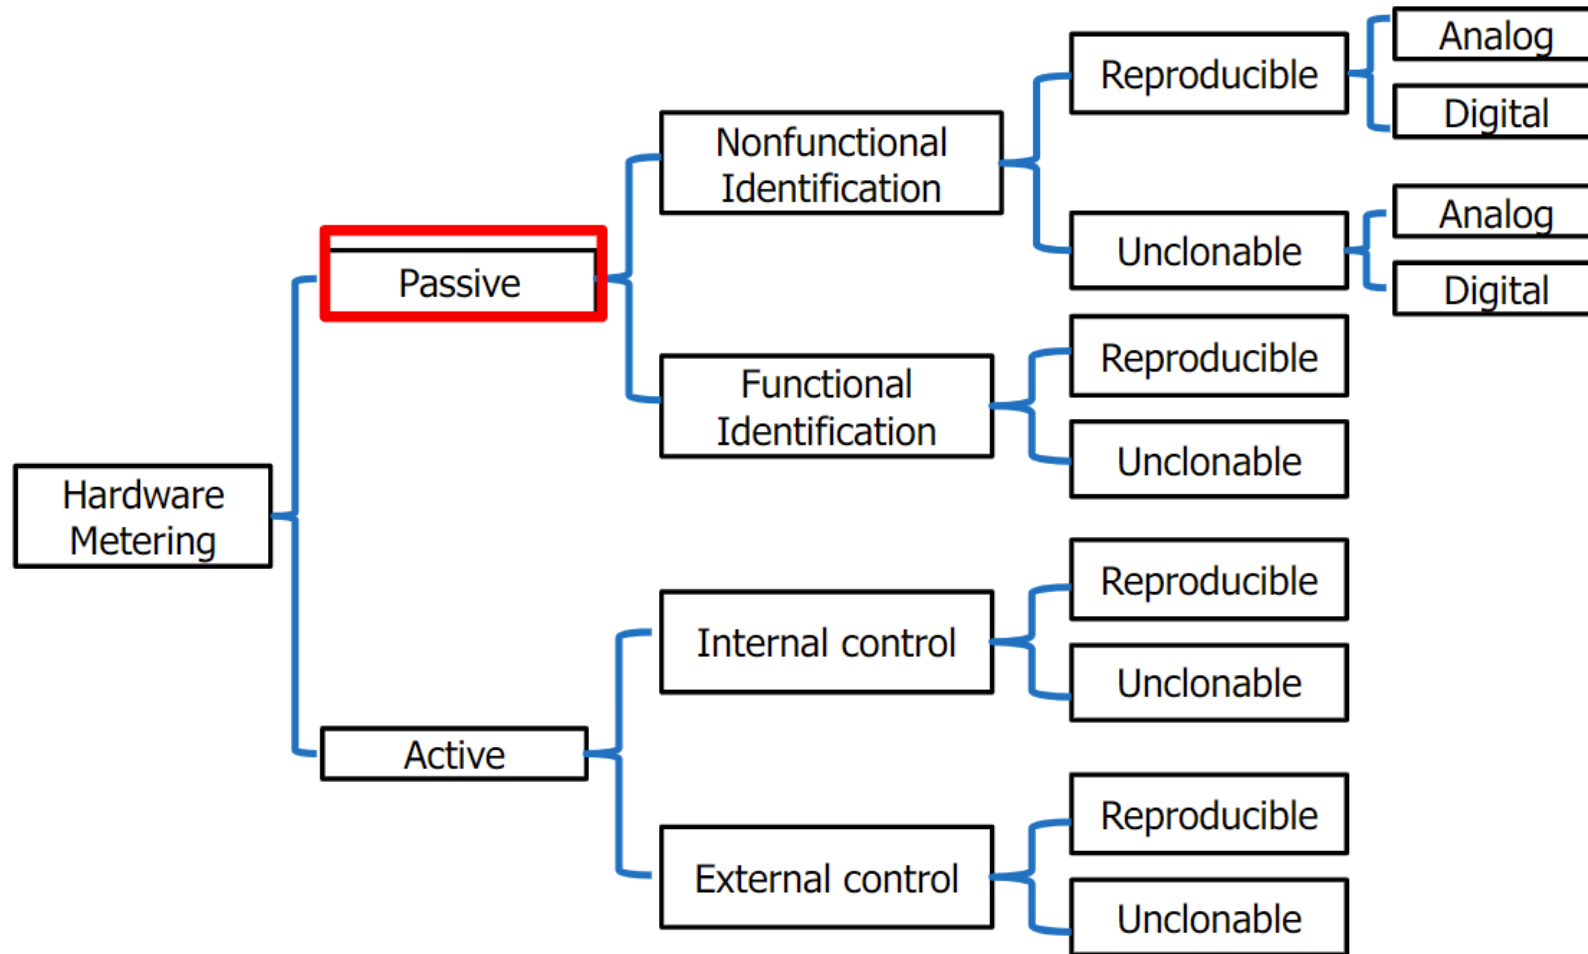 Hardware
Metering
Passive
Nonfunctional
Identification
Reproducible
Analog
Digital
Unclonable
Analog
Digital
Functional
Identification
Reproducible
Unclonable
Active
Internal control
Reproducible
Unclonable
External control
Reproducible
Unclonable